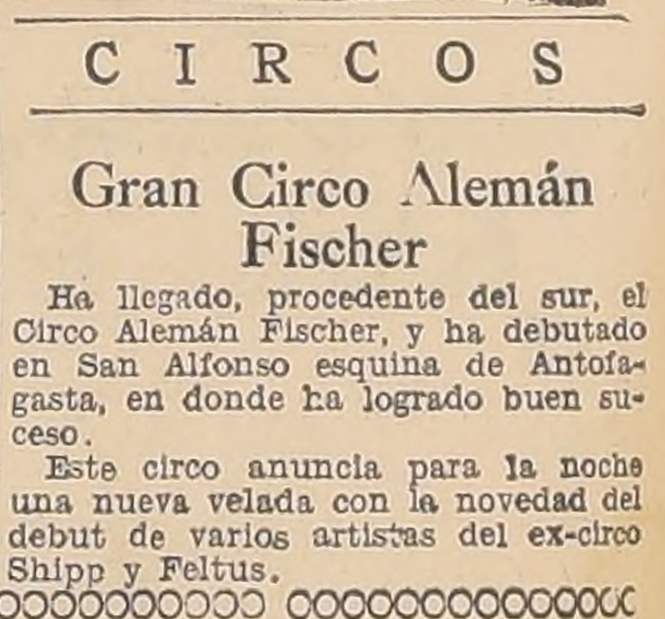 CIRCOS
Gran Circo Alemán
Fischer
Ha llegado, procedente del sur, el
Circo Alemán Fischer, y ha debutado
en San Alfonso esquina de Antofa-
gasta, en donde ha logrado buen su-
ceso.
Este circo anuncia para la noche
una nueva velada con la novedad del
debut de varios artistas del ex-circo
Shipp y Feltus.